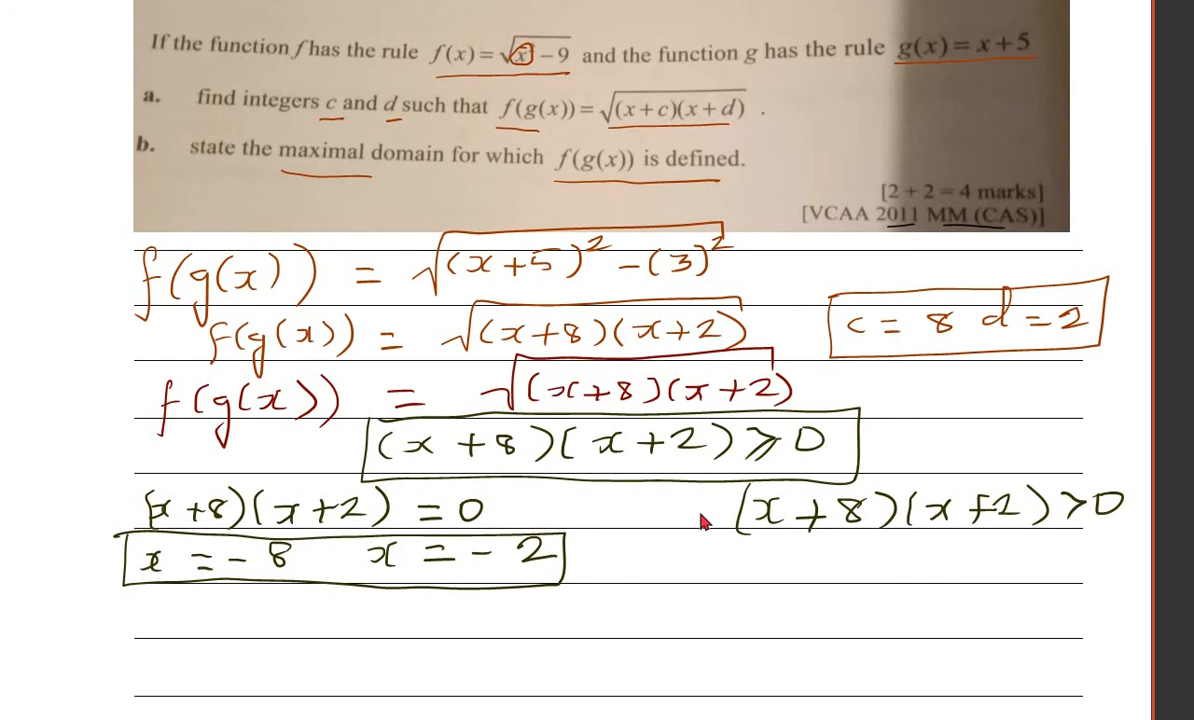 If the function f has the rule f(x) = √x² − 9 and the function g has the rule g(x) = x + 5
a. find integers c and d such that f(g(x)) = √(x + c)(x + d) .
b. state the maximal domain for which f(g(x)) is defined.
[2 + 2 = 4 marks]
[VCAA 2011 MM (CAS)]
f(g(x)) = √(x+5)² −(3)²
f(g(x)) = √(x+8)(x+2) c = 8 d = 2
f(g(x)) = √(x+8)(x+2)
(x +8)(x+2) ⩾ 0
(x +8)(x+2) = 0 (x + 8)(x +2) > 0
x = − 8 x = − 2